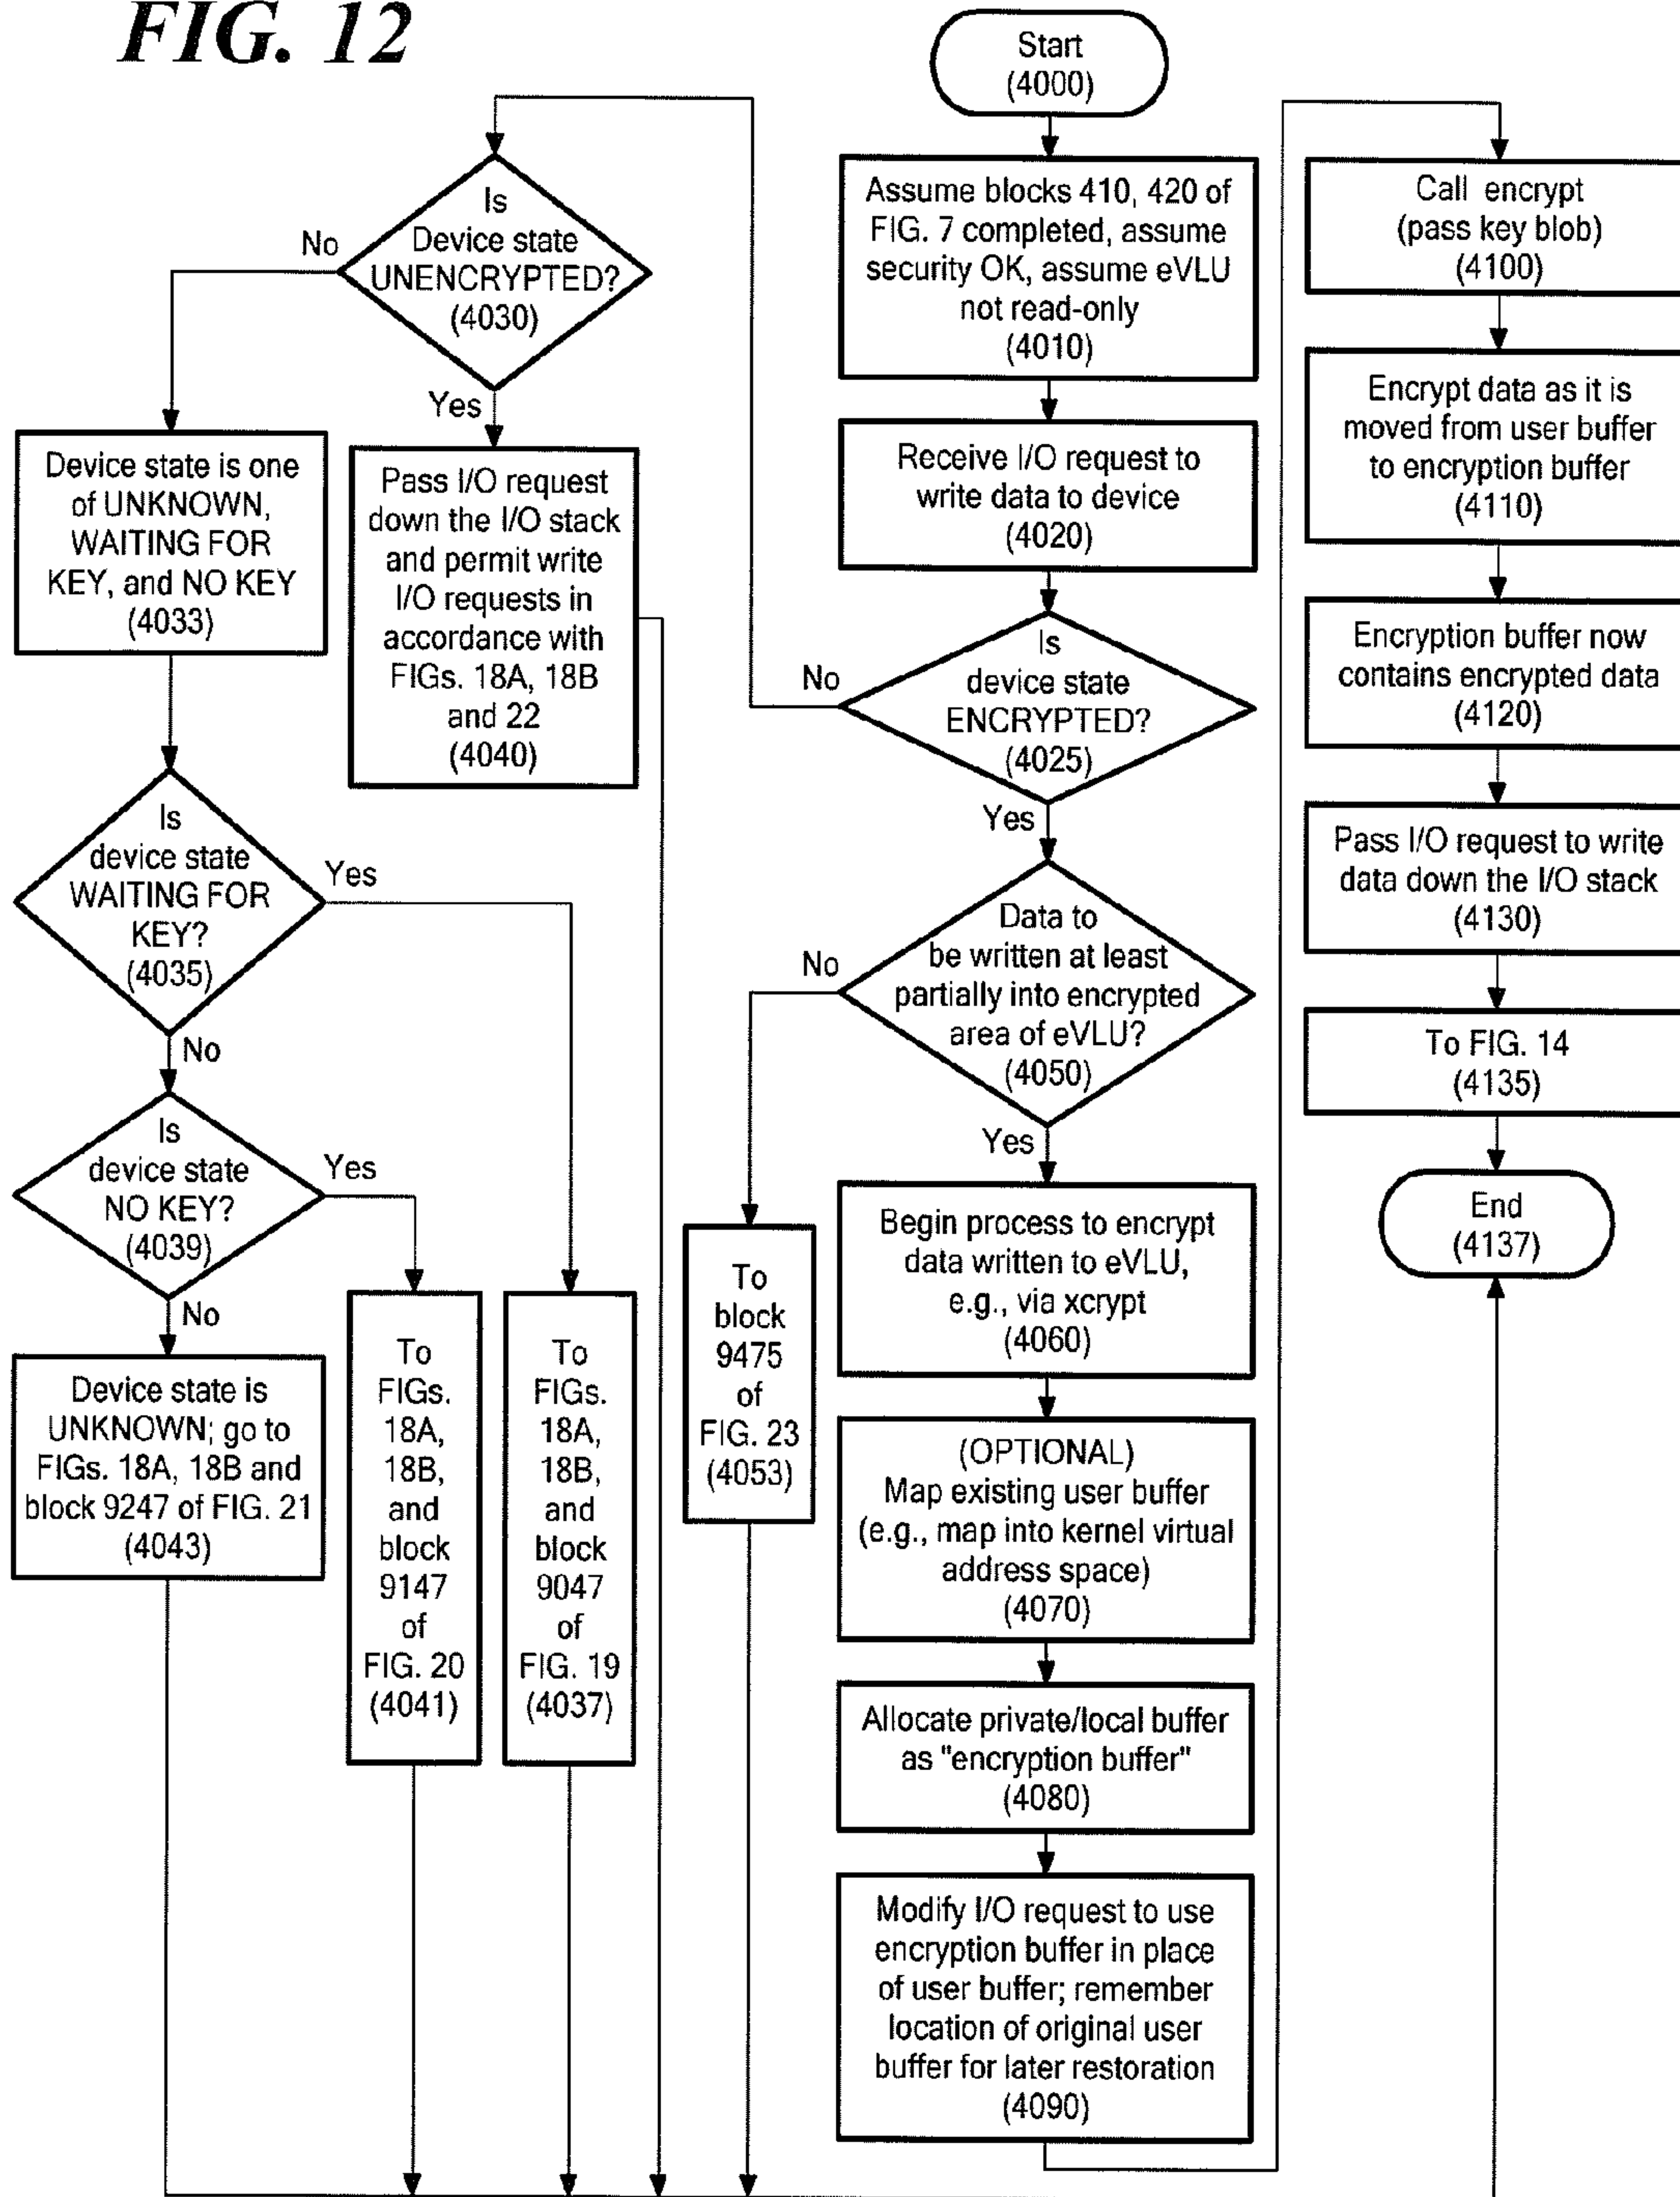 FIG. 12
Start
(4000)
Assume blocks 410, 420 of
FIG. 7 completed, assume
security OK, assume eVLU
not read-only
(4010)
Receive I/O request to
write data to device
(4020)
Is
device state
ENCRYPTED?
(4025)
No
Yes
Is
Device state
UNENCRYPTED?
(4030)
No
Yes
Device state is one
of UNKNOWN,
WAITING FOR
KEY, and NO KEY
(4033)
Pass I/O request
down the I/O stack
and permit write
I/O requests in
accordance with
FIGs. 18A, 18B
and 22
(4040)
Is
device state
WAITING FOR
KEY?
(4035)
Yes
No
Is
device state
NO KEY?
(4039)
Yes
No
Device state is
UNKNOWN; go to
FIGs. 18A, 18B and
block 9247 of FIG. 21
(4043)
To
FIGs.
18A,
18B,
and
block
9147
of
FIG. 20
(4041)
To
FIGs.
18A,
18B,
and
block
9047
of
FIG. 19
(4037)
Data to
be written at least
partially into encrypted
area of eVLU?
(4050)
No
Yes
To
block
9475
of
FIG. 23
(4053)
Begin process to encrypt
data written to eVLU,
e.g., via xcrypt
(4060)
(OPTIONAL)
Map existing user buffer
(e.g., map into kernel virtual
address space)
(4070)
Allocate private/local buffer
as "encryption buffer"
(4080)
Modify I/O request to use
encryption buffer in place
of user buffer; remember
location of original user
buffer for later restoration
(4090)
Call encrypt
(pass key blob)
(4100)
Encrypt data as it is
moved from user buffer
to encryption buffer
(4110)
Encryption buffer now
contains encrypted data
(4120)
Pass I/O request to write
data down the I/O stack
(4130)
To FIG. 14
(4135)
End
(4137)